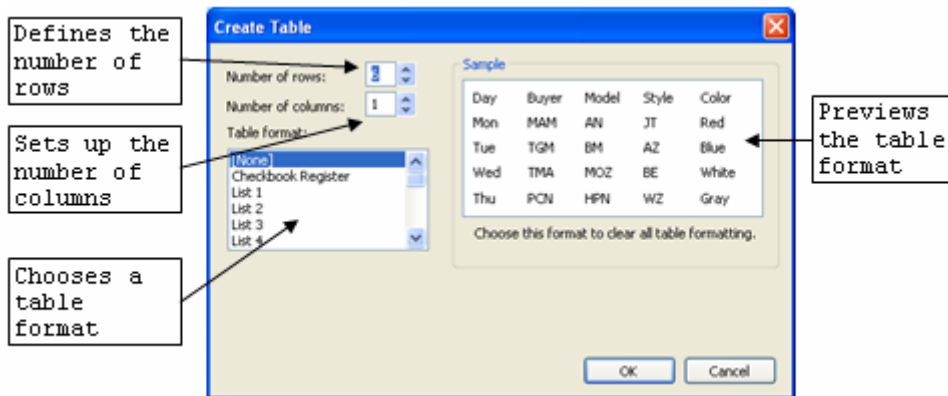 Defines the
number of
rows
Sets up the
number of
columns
Chooses a
table
format
Create Table
Number of rows:
2
Number of columns:
1
Table format:
[None]
Checkbook Register
List 1
List 2
List 3
List 4
Sample
Day Buyer Model Style Color
Mon MAM AN JT Red
Tue TGM BM AZ Blue
Wed TMA MOZ BE White
Thu PCN HPN WZ Gray
Choose this format to clear all table formatting.
OK
Cancel
Previews
the table
format